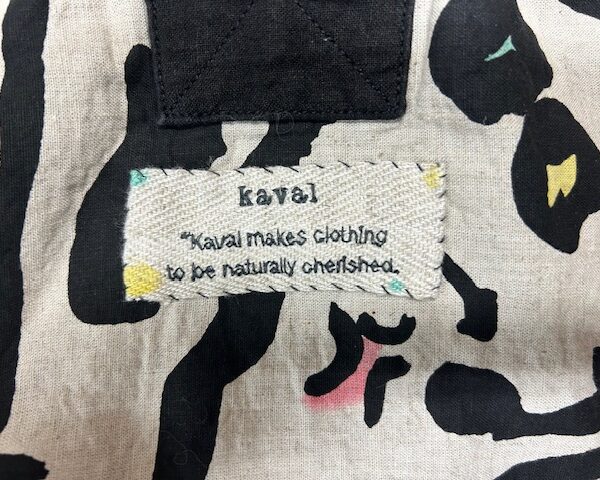 kaval
"Kaval makes clothing
to be naturally cherished.